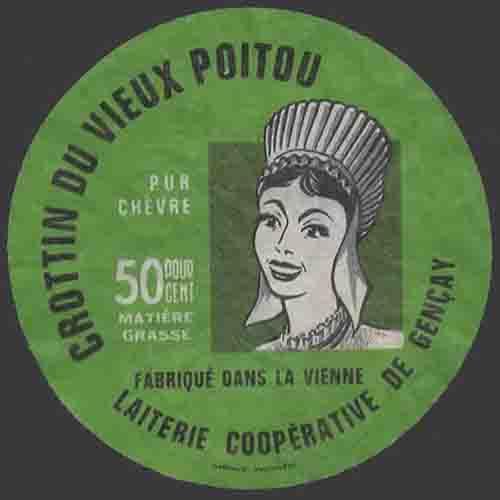 CROTTIN DU VIEUX POITOU
PUR
CHÈVRE
50 POUR CENT
MATIÈRE
GRASSE
FABRIQUÉ DANS LA VIENNE
LAITERIE COOPÉRATIVE DE GENÇAY